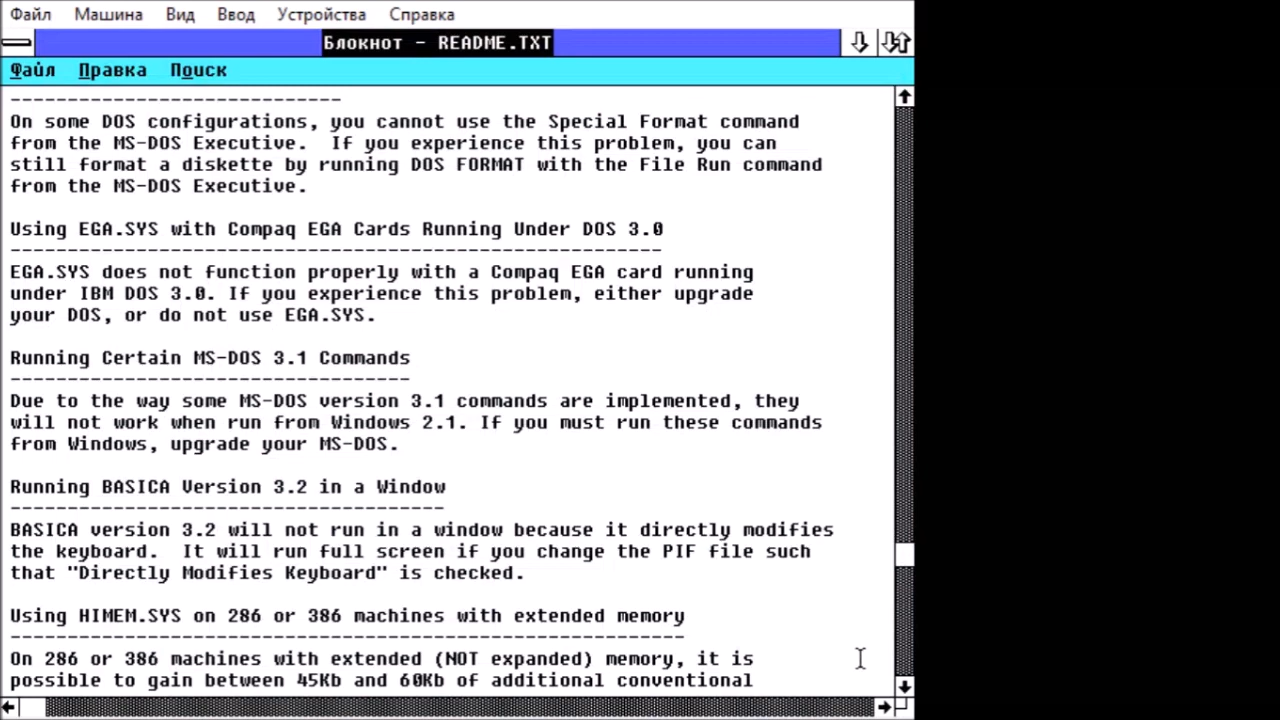 Файл Машина Вид Ввод Устройства Справка
Блокнот - README.TXT
Файл Правка Поиск
-----------------------------
On some DOS configurations, you cannot use the Special Format command
from the MS-DOS Executive.  If you experience this problem, you can
still format a diskette by running DOS FORMAT with the File Run command
from the MS-DOS Executive.
Using EGA.SYS with Compaq EGA Cards Running Under DOS 3.0
---------------------------------------------------------
EGA.SYS does not function properly with a Compaq EGA card running
under IBM DOS 3.0. If you experience this problem, either upgrade
your DOS, or do not use EGA.SYS.
Running Certain MS-DOS 3.1 Commands
-----------------------------------
Due to the way some MS-DOS version 3.1 commands are implemented, they
will not work when run from Windows 2.1. If you must run these commands
from Windows, upgrade your MS-DOS.
Running BASICA Version 3.2 in a Window
--------------------------------------
BASICA version 3.2 will not run in a window because it directly modifies
the keyboard.  It will run full screen if you change the PIF file such
that "Directly Modifies Keyboard" is checked.
Using HIMEM.SYS on 286 or 386 machines with extended memory
-----------------------------------------------------------
On 286 or 386 machines with extended (NOT expanded) memory, it is
possible to gain between 45Kb and 60Kb of additional conventional